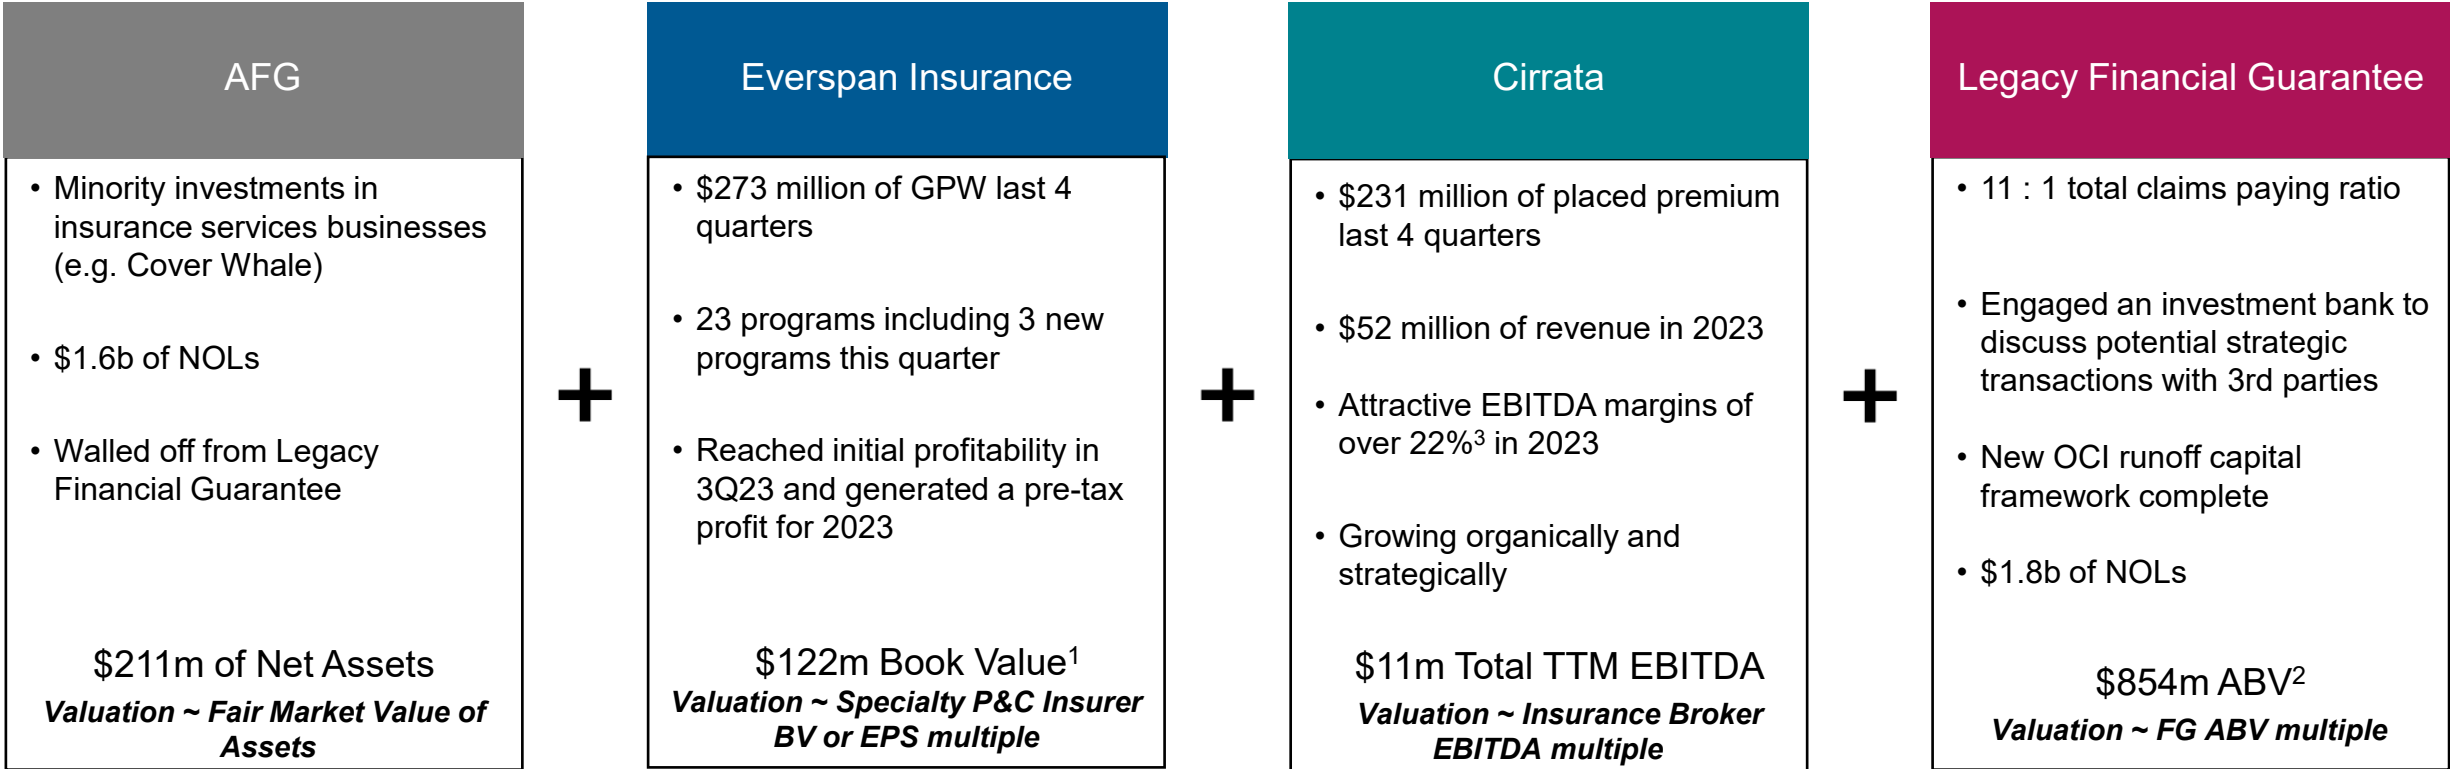 AFG
• Minority investments in
insurance services businesses
(e.g. Cover Whale)
• $1.6b of NOLs
• Walled off from Legacy
Financial Guarantee
$211m of Net Assets
Valuation ~ Fair Market Value of
Assets
+
Everspan Insurance
• $273 million of GPW last 4
quarters
• 23 programs including 3 new
programs this quarter
• Reached initial profitability in
3Q23 and generated a pre-tax
profit for 2023
$122m Book Value¹
Valuation ~ Specialty P&C Insurer
BV or EPS multiple
+
Cirrata
• $231 million of placed premium
last 4 quarters
• $52 million of revenue in 2023
• Attractive EBITDA margins of
over 22%³ in 2023
• Growing organically and
strategically
$11m Total TTM EBITDA
Valuation ~ Insurance Broker
EBITDA multiple
+
Legacy Financial Guarantee
• 11 : 1 total claims paying ratio
• Engaged an investment bank to
discuss potential strategic
transactions with 3rd parties
• New OCI runoff capital
framework complete
• $1.8b of NOLs
$854m ABV²
Valuation ~ FG ABV multiple